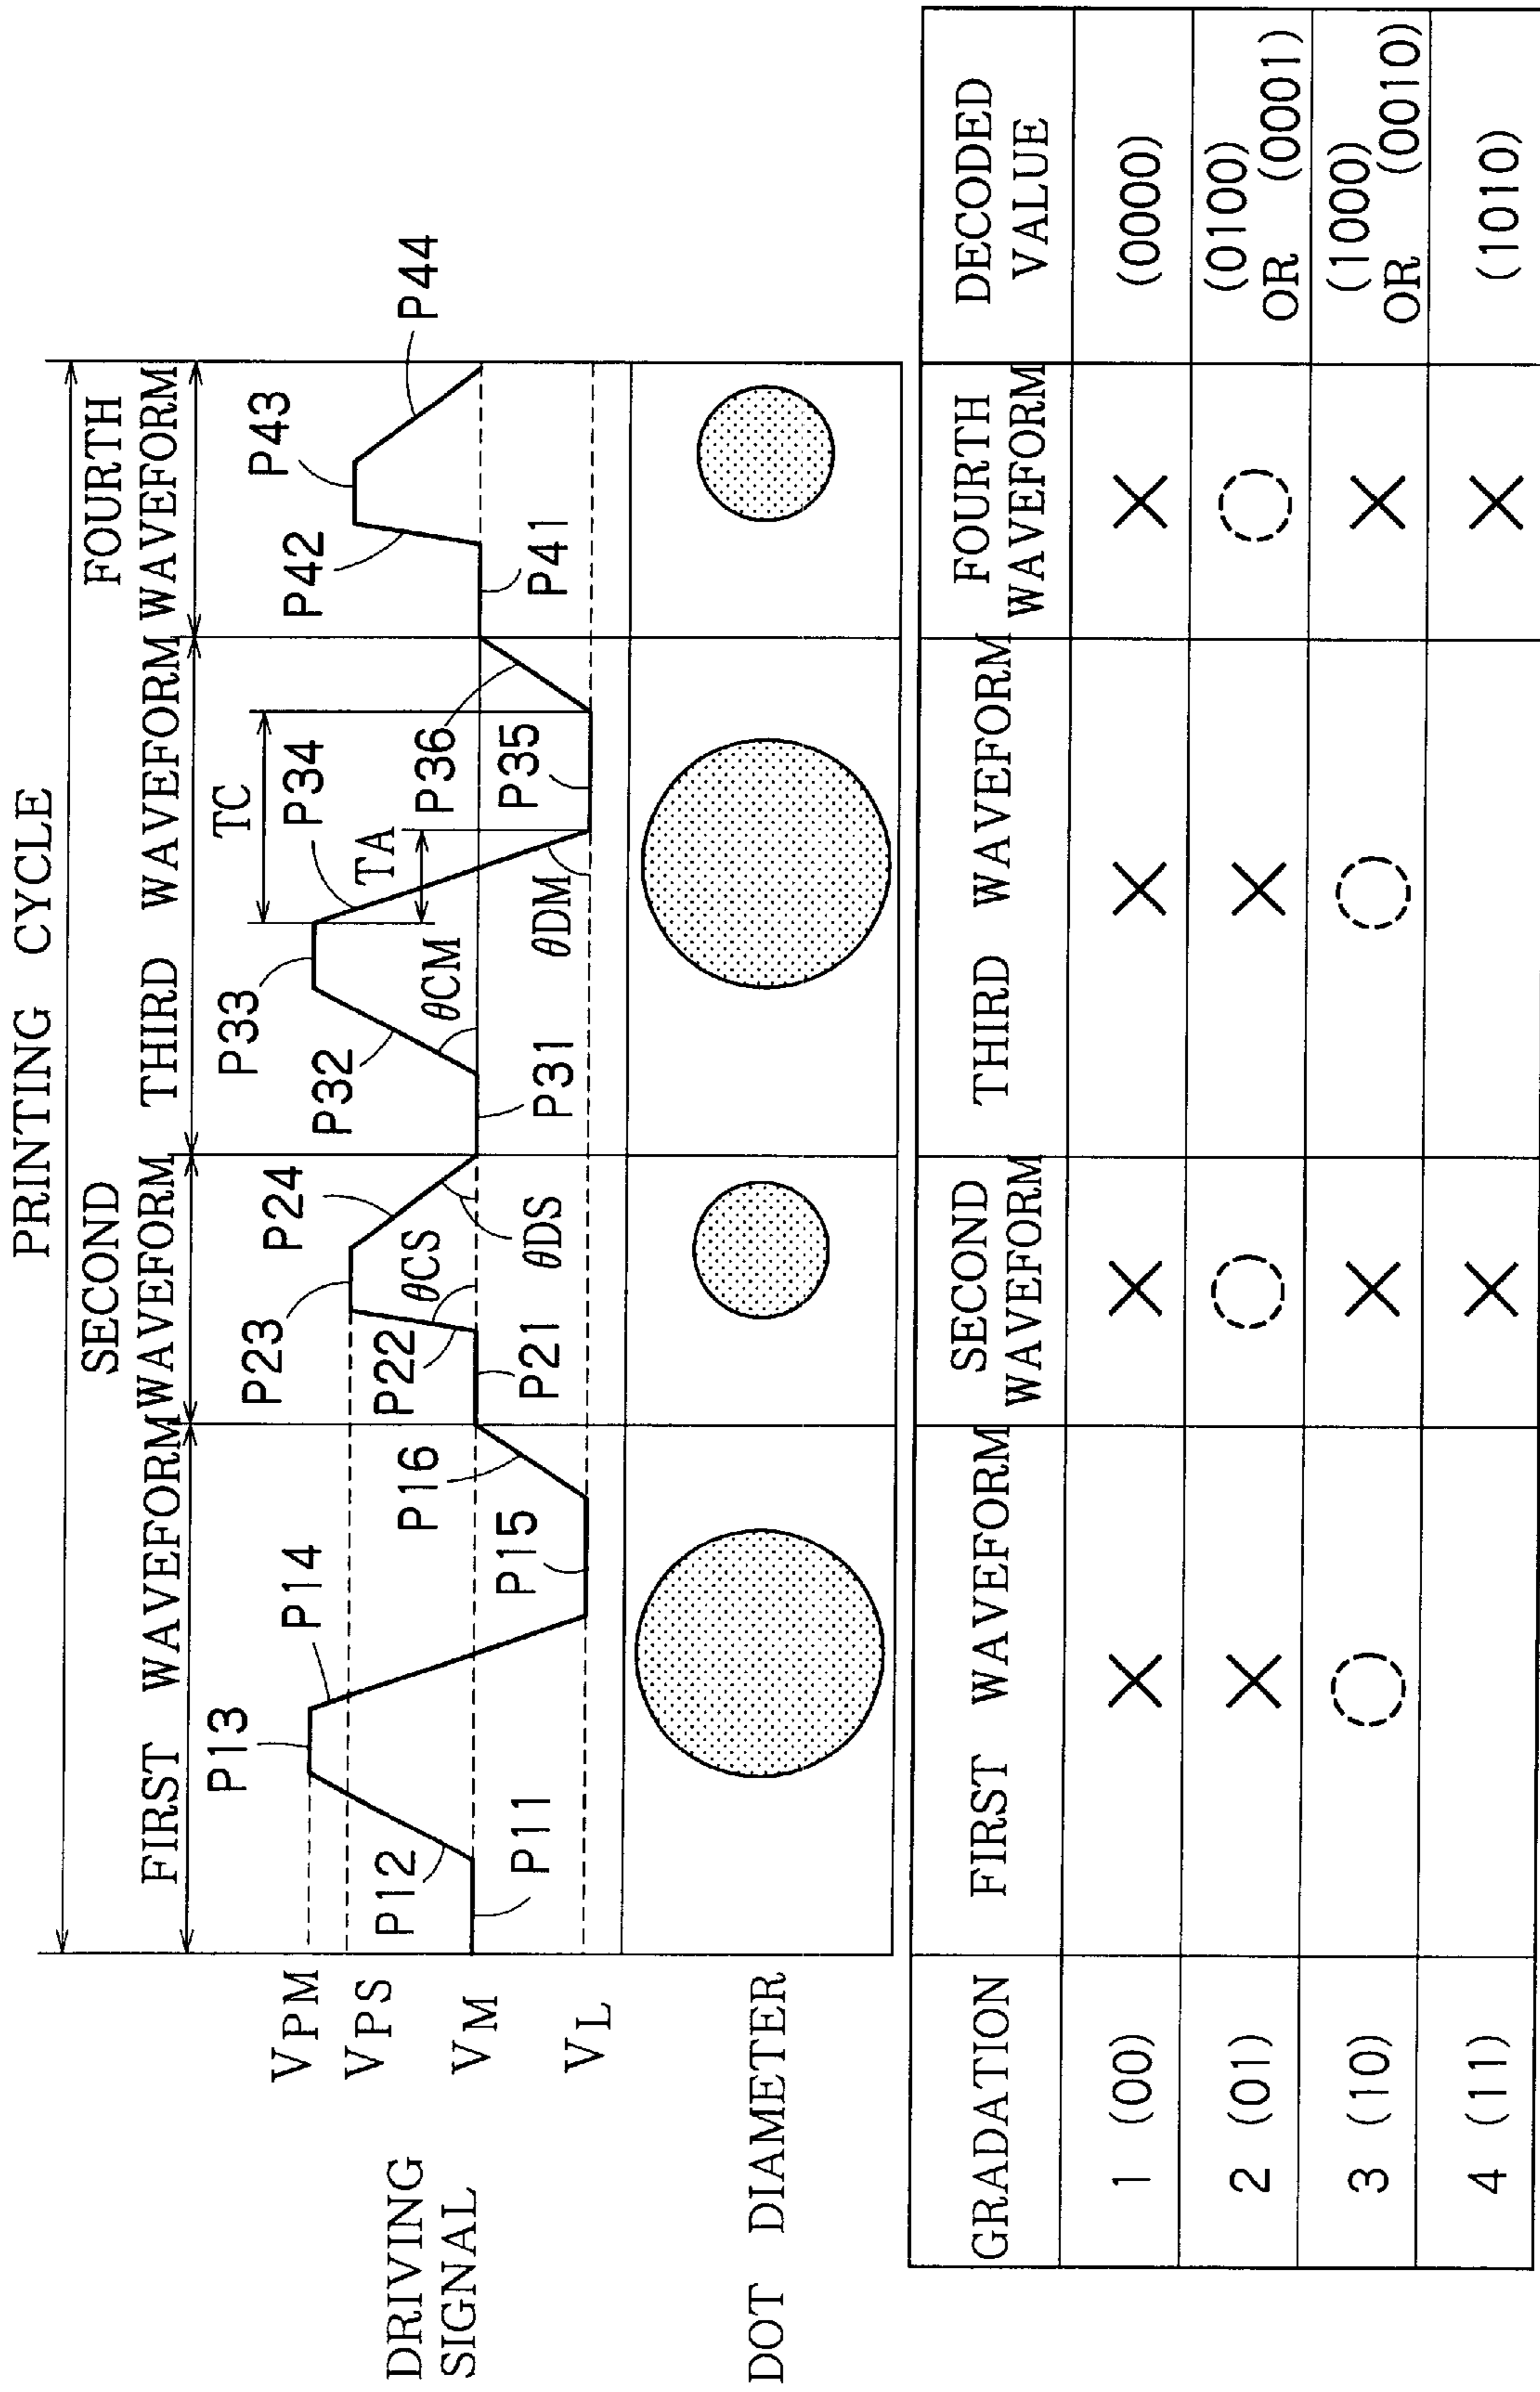 PRINTING CYCLE
FIRST WAVEFORM
SECOND
WAVEFORM
THIRD WAVEFORM
FOURTH
WAVEFORM
DRIVING
SIGNAL
VPM
VPS
VM
VL
P11
P12
P13
P14
P15
P16
P21
P22
P23
P24
θCS
θDS
P31
P32
P33
P34
P35
P36
θCM
θDM
TA
TC
P41
P42
P43
P44
DOT DIAMETER
GRADATION FIRST WAVEFORM SECOND WAVEFORM THIRD WAVEFORM FOURTH WAVEFORM DECODED VALUE
1 (00) × × × × (0000)
2 (01) × ○ × ○ (0100) OR (0001)
3 (10) ○ × ○ × (1000) OR (0010)
4 (11) × × (1010)